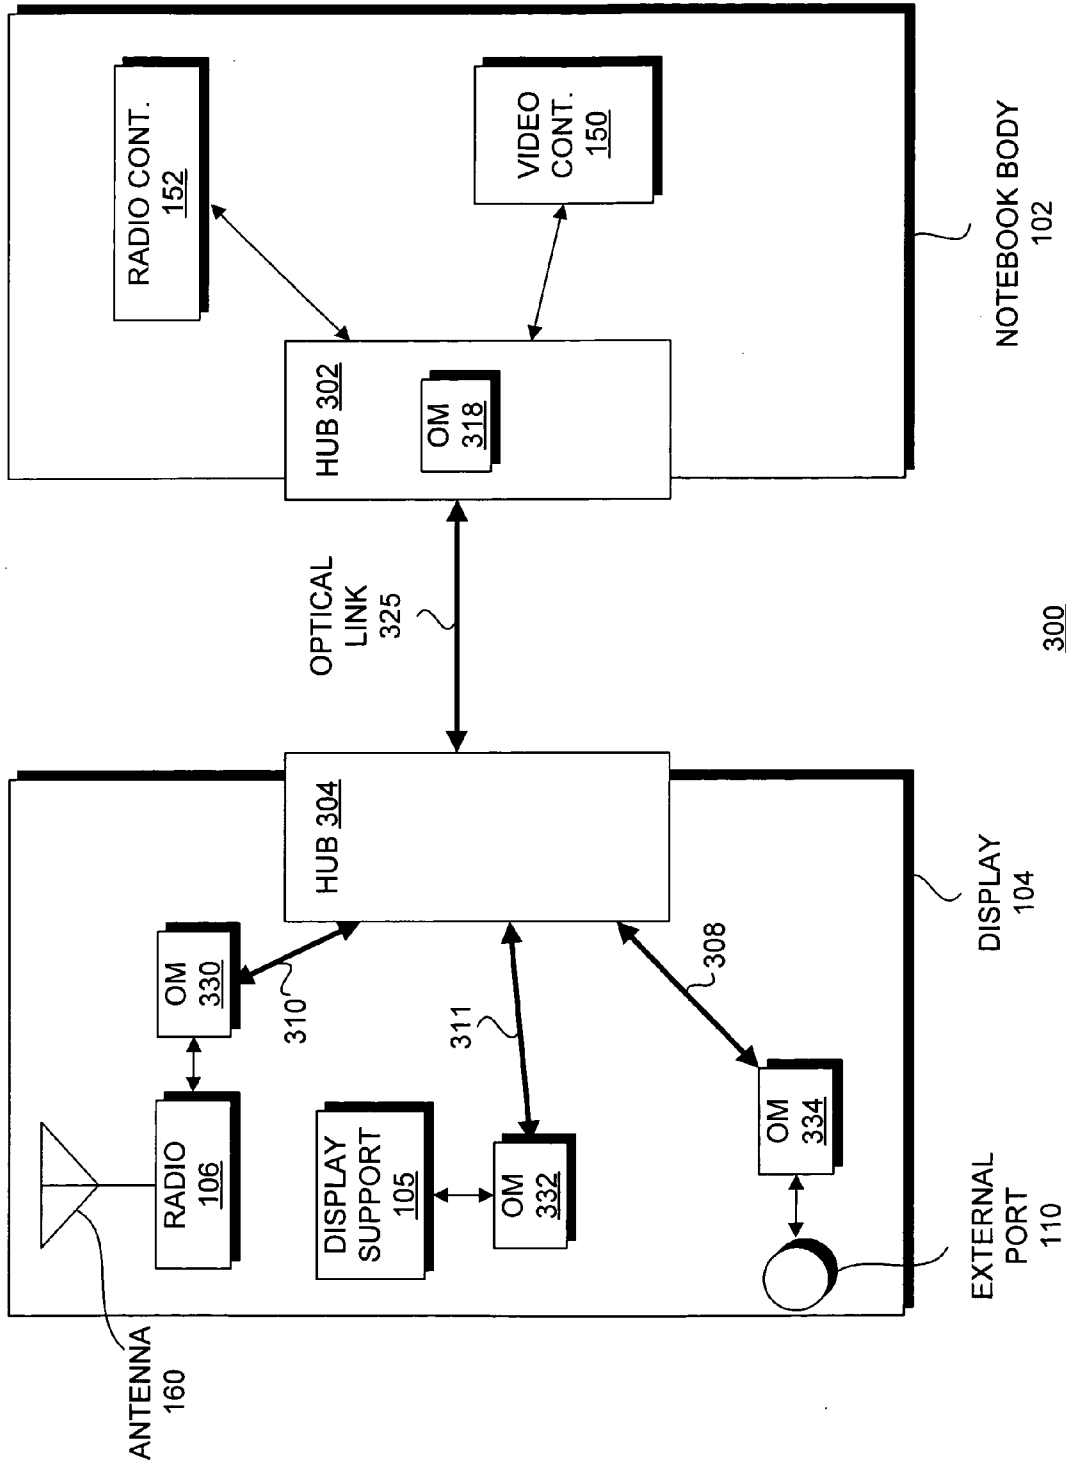 ANTENNA
160
RADIO
106
OM
330
310
DISPLAY
SUPPORT
105
OM
332
311
EXTERNAL
PORT
110
OM
334
308
HUB 304
DISPLAY
104
OPTICAL
LINK
325
300
HUB 302
OM
318
RADIO CONT.
152
VIDEO
CONT.
150
NOTEBOOK BODY
102